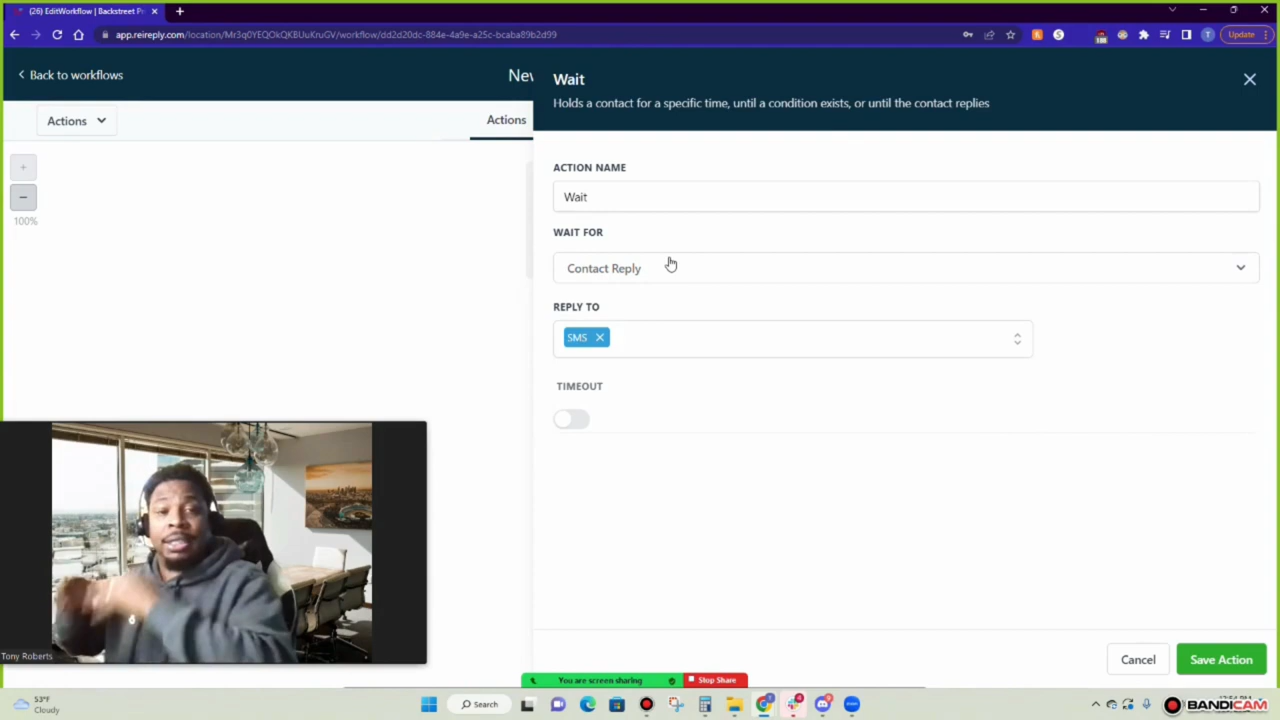 (26) EditWorkflow | Backstreet Pr
app.reireply.com/location/Mr3q0YEQOkQKBUuKruGV/workflow/dd2d20dc-884e-4a9e-a25c-bcaba89b2d99
Update
Back to workflows
New
Wait
Holds a contact for a specific time, until a condition exists, or until the contact replies
Actions
Actions
100%
ACTION NAME
Wait
WAIT FOR
Contact Reply
REPLY TO
SMS
TIMEOUT
Tony Roberts
Cancel
Save Action
You are screen sharing
Stop Share
53°F
Cloudy
Search
BANDICAM